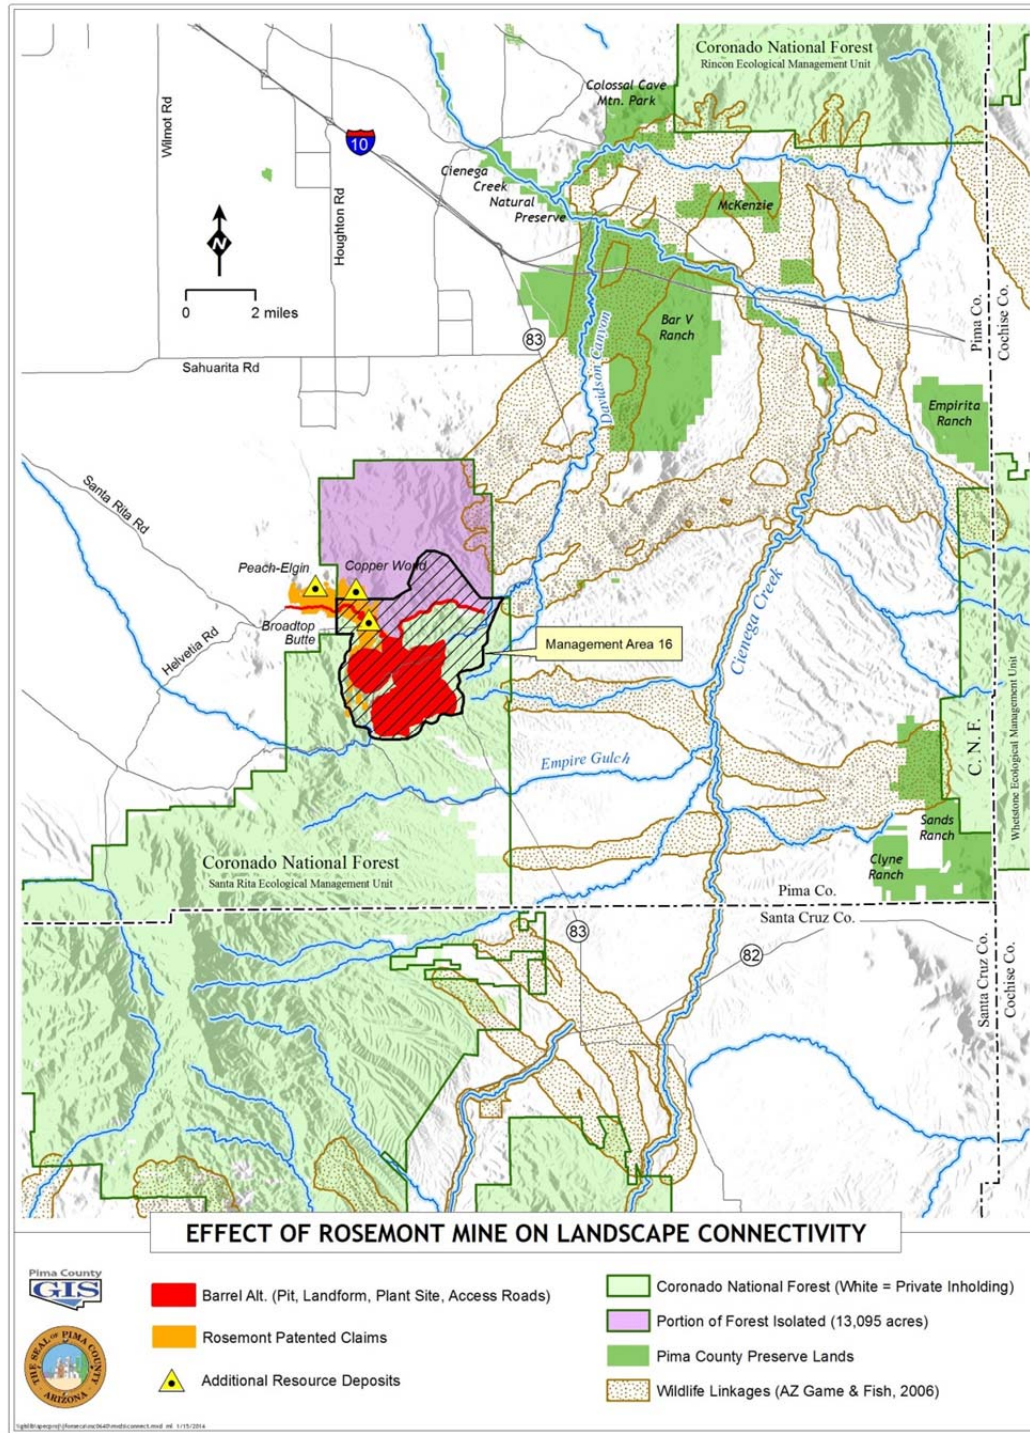 Coronado National Forest
Rincon Ecological Management Unit
Colossal Cave
Mtn. Park
Wilmot Rd
10
Houghton Rd
Cienega
Creek
Natural
Preserve
McKenzie
N
0 2 miles
Bar V
Ranch
Pima Co.
Cochise Co.
83
Davidson Canyon
Sahuarita Rd
Empirita
Ranch
Santa Rita Rd
Peach-Elgin
Copper World
Broadtop
Butte
Helvetia Rd
Management Area 16
Cienega Creek
Empire Gulch
C. N. F.
Whetstone Ecological Management Unit
Sands
Ranch
Clyne
Ranch
Coronado National Forest
Santa Rita Ecological Management Unit
Pima Co.
Santa Cruz Co.
83
82
Santa Cruz Co.
Cochise Co.
EFFECT OF ROSEMONT MINE ON LANDSCAPE CONNECTIVITY
Pima County
GIS
THE SEAL OF PIMA COUNTY
ARIZONA
Barrel Alt. (Pit, Landform, Plant Site, Access Roads)
Rosemont Patented Claims
Additional Resource Deposits
Coronado National Forest (White = Private Inholding)
Portion of Forest Isolated (13,095 acres)
Pima County Preserve Lands
Wildlife Linkages (AZ Game & Fish, 2006)